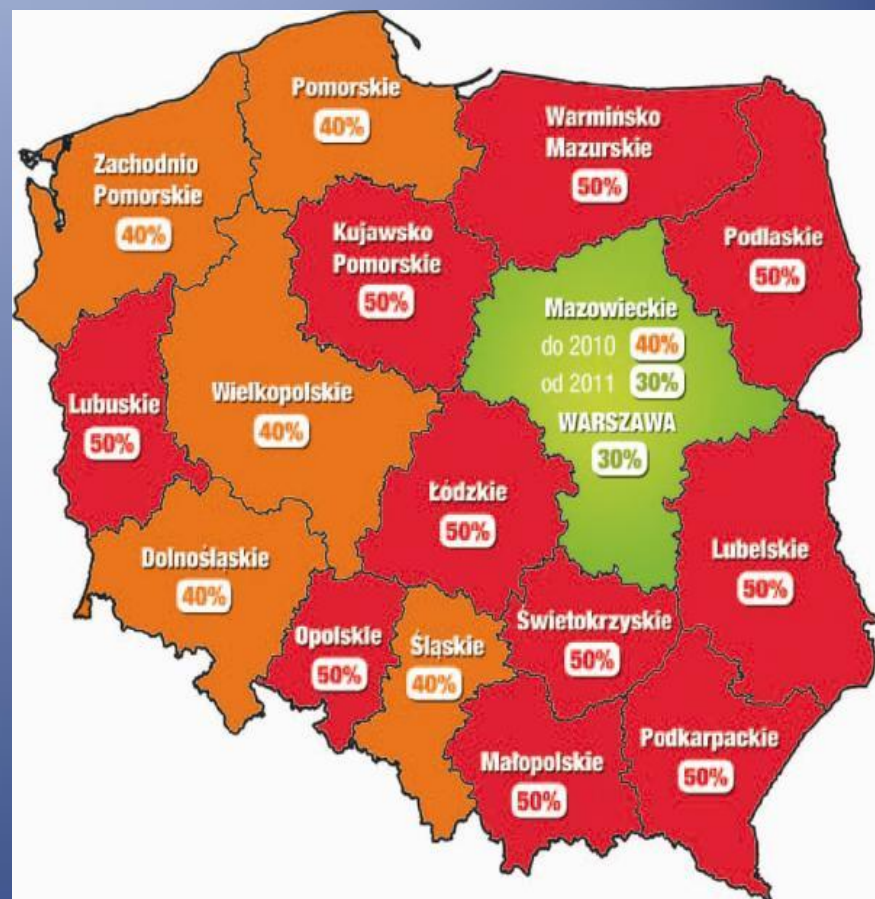 Pomorskie
40%
Zachodnio
Pomorskie
40%
Warmińsko
Mazurskie
50%
Podlaskie
50%
Kujawsko
Pomorskie
50%
Mazowieckie
do 2010 40%
od 2011 30%
WARSZAWA
30%
Lubuskie
50%
Wielkopolskie
40%
Łódzkie
50%
Lubelskie
50%
Dolnośląskie
40%
Opolskie
50%
Śląskie
40%
Świetokrzyskie
50%
Małopolskie
50%
Podkarpackie
50%